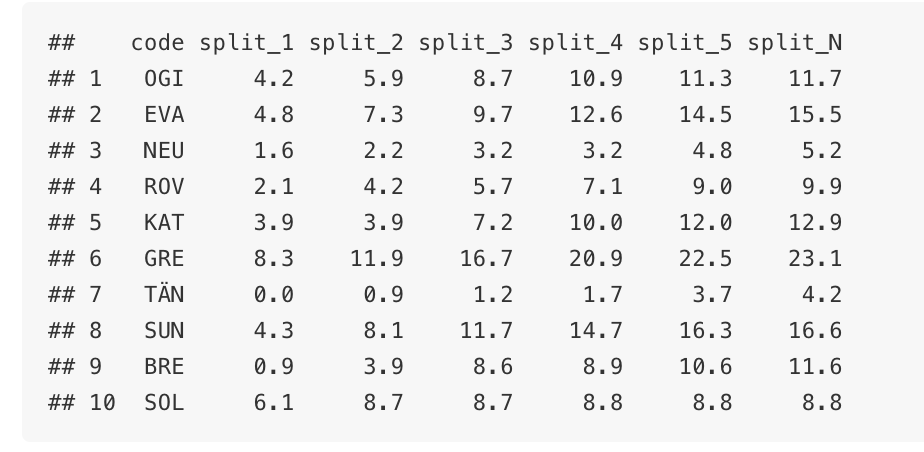 ##    code split_1 split_2 split_3 split_4 split_5 split_N
## 1   OGI     4.2     5.9     8.7    10.9    11.3    11.7
## 2   EVA     4.8     7.3     9.7    12.6    14.5    15.5
## 3   NEU     1.6     2.2     3.2     3.2     4.8     5.2
## 4   ROV     2.1     4.2     5.7     7.1     9.0     9.9
## 5   KAT     3.9     3.9     7.2    10.0    12.0    12.9
## 6   GRE     8.3    11.9    16.7    20.9    22.5    23.1
## 7   TÄN     0.0     0.9     1.2     1.7     3.7     4.2
## 8   SUN     4.3     8.1    11.7    14.7    16.3    16.6
## 9   BRE     0.9     3.9     8.6     8.9    10.6    11.6
## 10  SOL     6.1     8.7     8.7     8.8     8.8     8.8